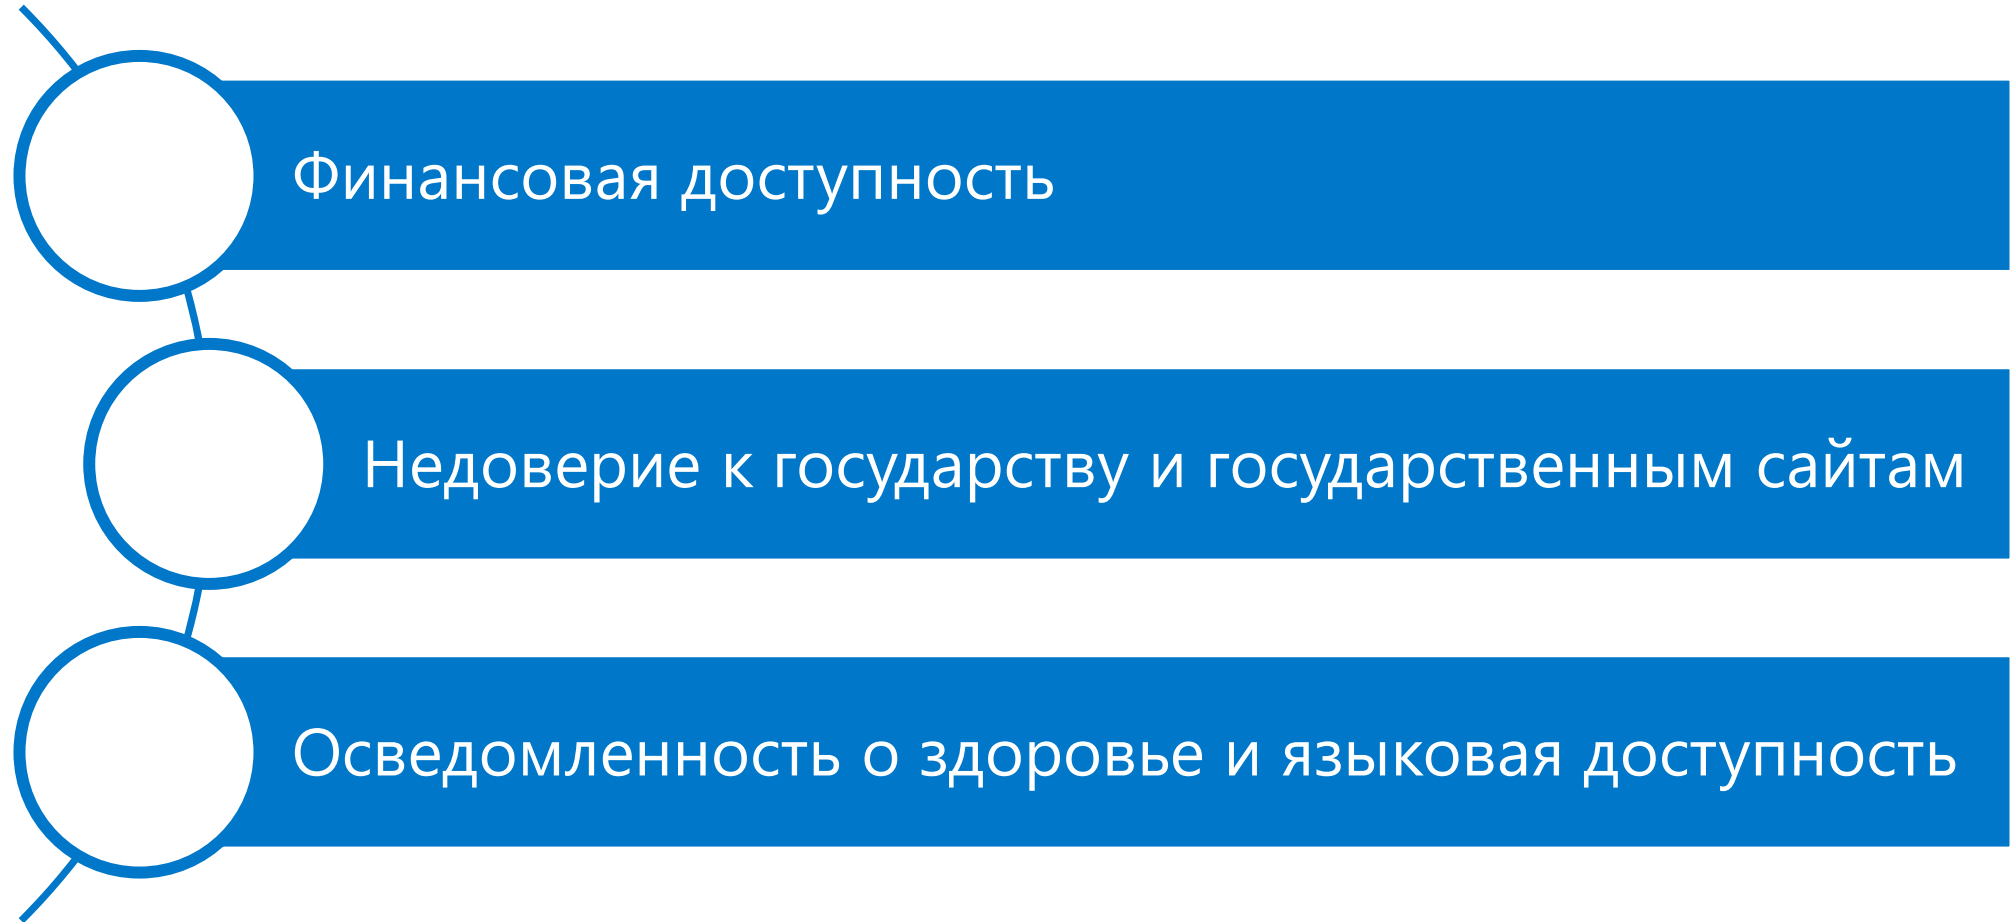 Финансовая доступность
Недоверие к государству и государственным сайтам
Осведомленность о здоровье и языковая доступность